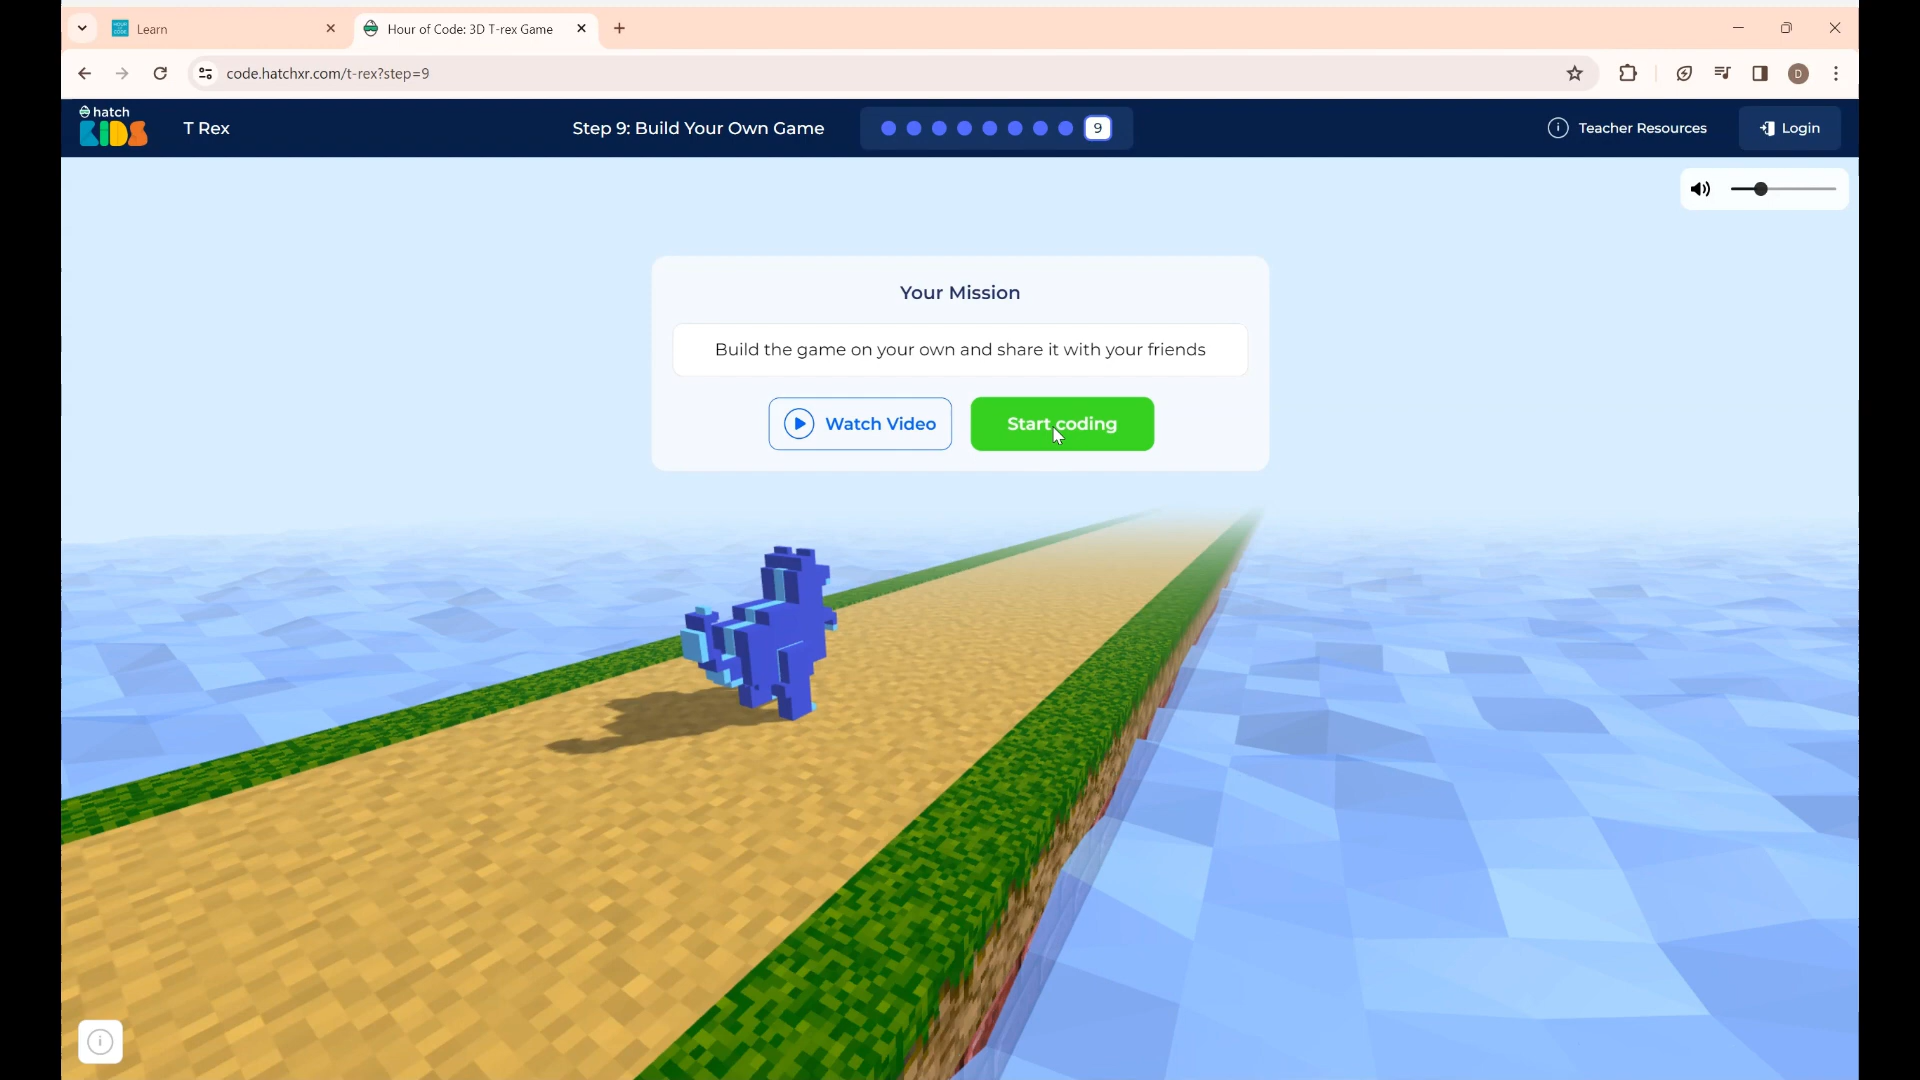 Learn
Hour of Code: 3D T-rex Game
code.hatchxr.com/t-rex?step=9
D
hatch
KIDS
T Rex
Step 9: Build Your Own Game
9
Teacher Resources
Login
Your Mission
Build the game on your own and share it with your friends
Watch Video
Start coding